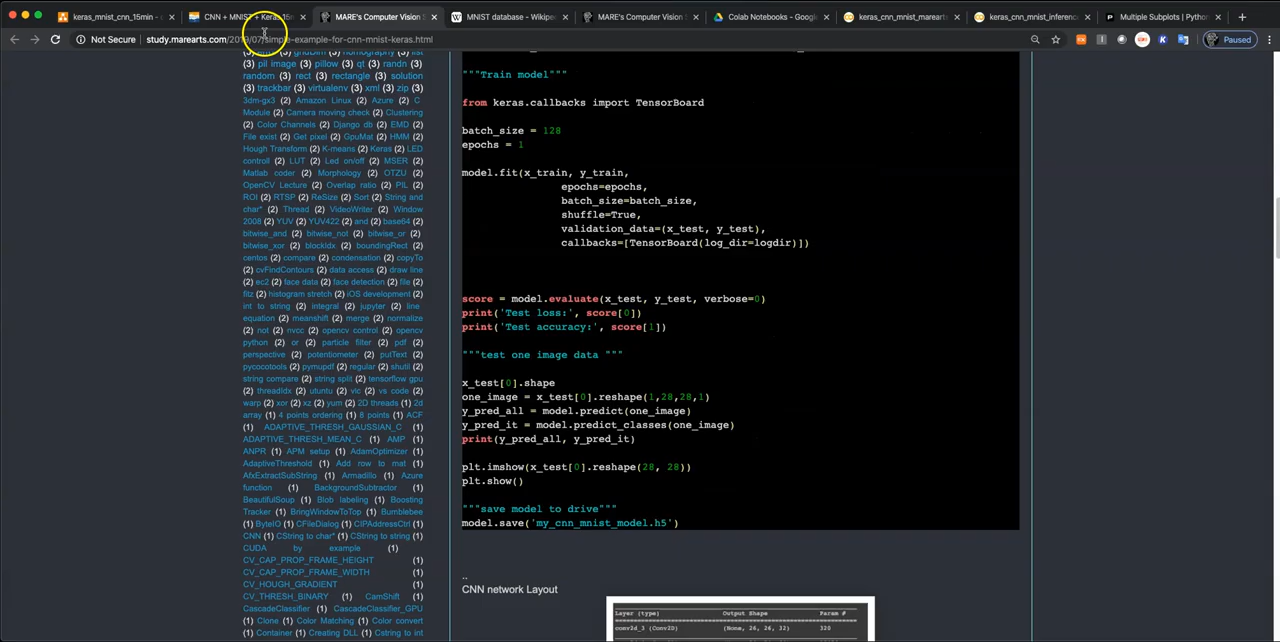 keras_mnist_cnn_15min -
CNN + MNIST + Keras_15m
MARE's Computer Vision
MNIST database - Wikipe
MARE's Computer Vision S
Colab Notebooks - Google
keras_cnn_mnist_marearts
keras_cnn_mnist_inferenc
Multiple Subplots | Python
Not Secure
study.marearts.com/2019/07/simple-example-for-cnn-mnist-keras.html
Paused
pil image (3) pillow (3) qt (3) randn (3)
random (3) rect (3) rectangle (3) solution
(3) trackbar (3) virtualenv (3) xml (3) zip (3)
3dm-gx3 (2) Amazon Linux (2) Azure (2) C
Module (2) Camera moving check (2) Clustering
(2) Color Channels (2) Django db (2) EMD (2)
File exist (2) Get pixel (2) GpuMat (2) HMM (2)
Hough Transform (2) K-means (2) Keras (2) LED
controll (2) LUT (2) Led on/off (2) MSER (2)
Matlab coder (2) Morphology (2) OTZU (2)
OpenCV Lecture (2) Overlap ratio (2) PIL (2)
ROI (2) RTSP (2) ReSize (2) Sort (2) String and
char* (2) Thread (2) VideoWriter (2) Window
2008 (2) YUV (2) YUV422 (2) and (2) base64 (2)
bitwise_and (2) bitwise_not (2) bitwise_or (2)
bitwise_xor (2) blockIdx (2) boundingRect (2)
centos (2) compare (2) condensation (2) copyTo
(2) cvFindContours (2) data access (2) draw line
(2) ec2 (2) face data (2) face detection (2) file (2)
fitz (2) histogram stretch (2) iOS development (2)
int to string (2) integral (2) jupyter (2) line
equation (2) meanshift (2) merge (2) normalize
(2) not (2) nvcc (2) opencv control (2) opencv
python (2) or (2) particle filter (2) pdf (2)
perspective (2) potentiometer (2) putText (2)
pycocotools (2) pymupdf (2) regular (2) shutil (2)
string compare (2) string split (2) tensorflow gpu
(2) threadIdx (2) ututnu (2) vic (2) vs code (2)
warp (2) xor (2) xz (2) yum (2) 2D threads (1) 2d
array (1) 4 points ordering (1) 8 points (1) ACF
(1) ADAPTIVE_THRESH_GAUSSIAN_C (1)
ADAPTIVE_THRESH_MEAN_C (1) AMP (1)
ANPR (1) APM setup (1) AdamOptimizer (1)
AdaptiveThreshold (1) Add row to mat (1)
AfxExtractSubString (1) Armadillo (1) Azure
function (1) BackgroundSubtractor (1)
BeautifulSoup (1) Blob labeling (1) Boosting
Tracker (1) BringWindowToTop (1) Bumblebee
(1) ByteIO (1) CFileDialog (1) CIPAddressCtrl (1)
CNN (1) CString to char* (1) CString to string (1)
CUDA by example (1)
CV_CAP_PROP_FRAME_HEIGHT (1)
CV_CAP_PROP_FRAME_WIDTH (1)
CV_HOUGH_GRADIENT (1)
CV_THRESH_BINARY (1) CamShift (1)
CascadeClassifier (1) CascadeClassifier_GPU
(1) Clone (1) Color Matching (1) Color convert
(1) Container (1) Creating DLL (1) Cstring to int
"""Train model"""
from keras.callbacks import TensorBoard
batch_size = 128
epochs = 1
model.fit(x_train, y_train,
epochs=epochs,
batch_size=batch_size,
shuffle=True,
validation_data=(x_test, y_test),
callbacks=[TensorBoard(log_dir=logdir)])
score = model.evaluate(x_test, y_test, verbose=0)
print('Test loss:', score[0])
print('Test accuracy:', score[1])
"""test one image data """
x_test[0].shape
one_image = x_test[0].reshape(1,28,28,1)
y_pred_all = model.predict(one_image)
y_pred_it = model.predict_classes(one_image)
print(y_pred_all, y_pred_it)
plt.imshow(x_test[0].reshape(28, 28))
plt.show()
"""save model to drive"""
model.save('my_cnn_mnist_model.h5')
..
CNN network Layout
Layer (type) Output Shape Param #
conv2d_3 (Conv2D) (None, 26, 26, 32) 320